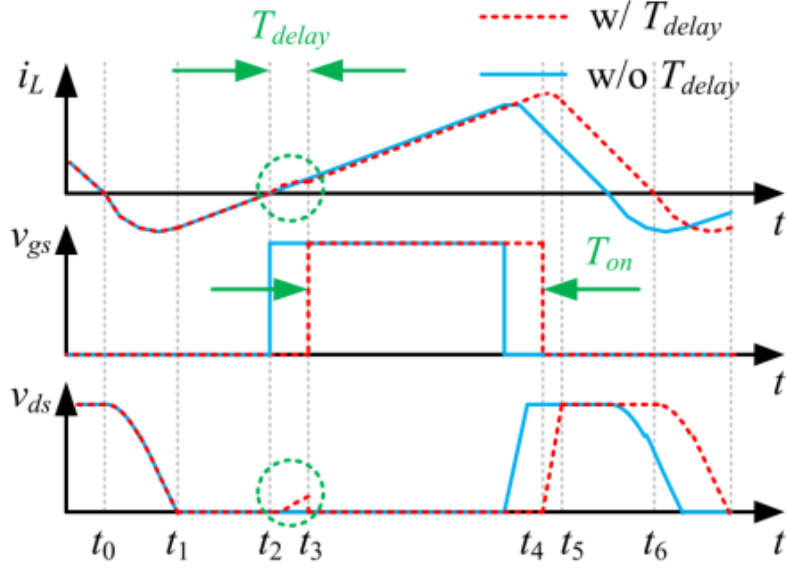 T_delay
w/ T_delay
w/o T_delay
i_L
t
v_gs
T_on
t
v_ds
t_0 t_1 t_2 t_3 t_4 t_5 t_6 t